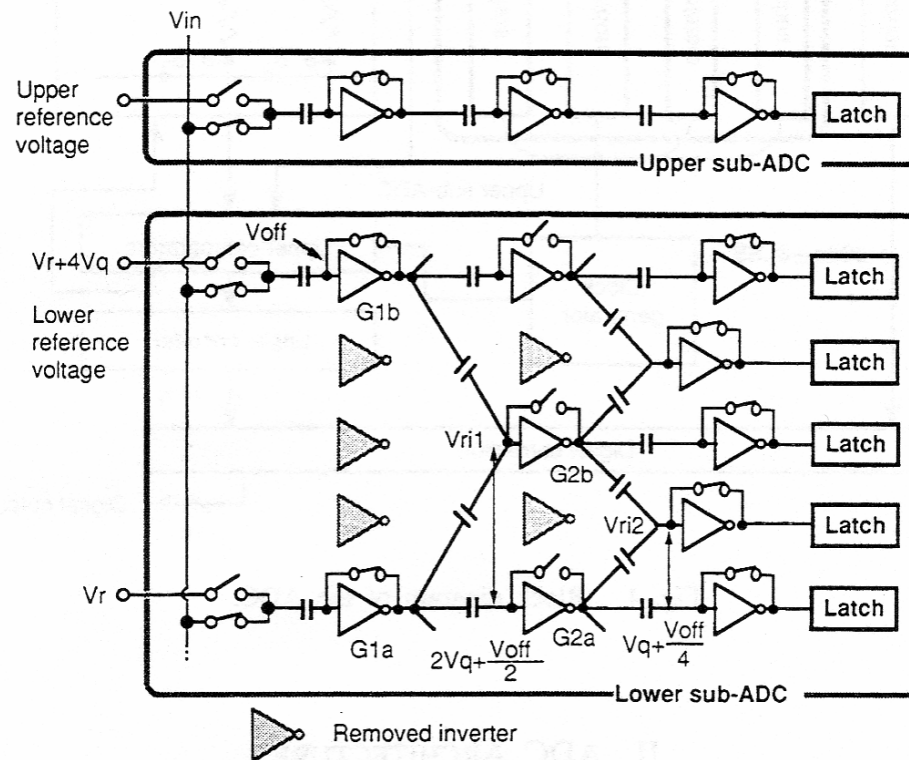 Vin
Upper
reference
voltage
Latch
Upper sub-ADC
Voff
Vr+4Vq
G1b
Latch
Lower
reference
voltage
Latch
Vri1
G2b
Latch
Vri2
Latch
Vr
Latch
G1a
2Vq+Voff/2
G2a
Vq+Voff/4
Lower sub-ADC
Removed inverter